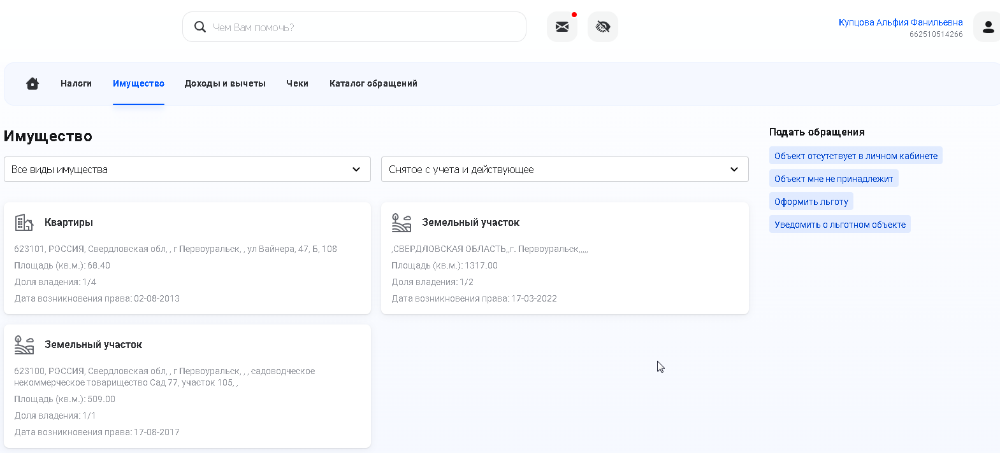 Чем Вам помочь?
Купцова Альфия Фанильевна
662510514266
Налоги
Имущество
Доходы и вычеты
Чеки
Каталог обращений
Имущество
Все виды имущества
Снятое с учета и действующее
Квартиры
623101, РОССИЯ, Свердловская обл, , г Первоуральск, , ул Вайнера, 47, Б, 108
Площадь (кв.м.): 68.40
Доля владения: 1/4
Дата возникновения права: 02-08-2013
Земельный участок
,СВЕРДЛОВСКАЯ ОБЛАСТЬ,,г. Первоуральск,,,,,
Площадь (кв.м.): 1317.00
Доля владения: 1/2
Дата возникновения права: 17-03-2022
Земельный участок
623100, РОССИЯ, Свердловская обл, , г Первоуральск, , , садоводческое
некоммерческое товарищество Сад 77, участок 105, ,
Площадь (кв.м.): 509.00
Доля владения: 1/1
Дата возникновения права: 17-08-2017
Подать обращения
Объект отсутствует в личном кабинете
Объект мне не принадлежит
Оформить льготу
Уведомить о льготном объекте